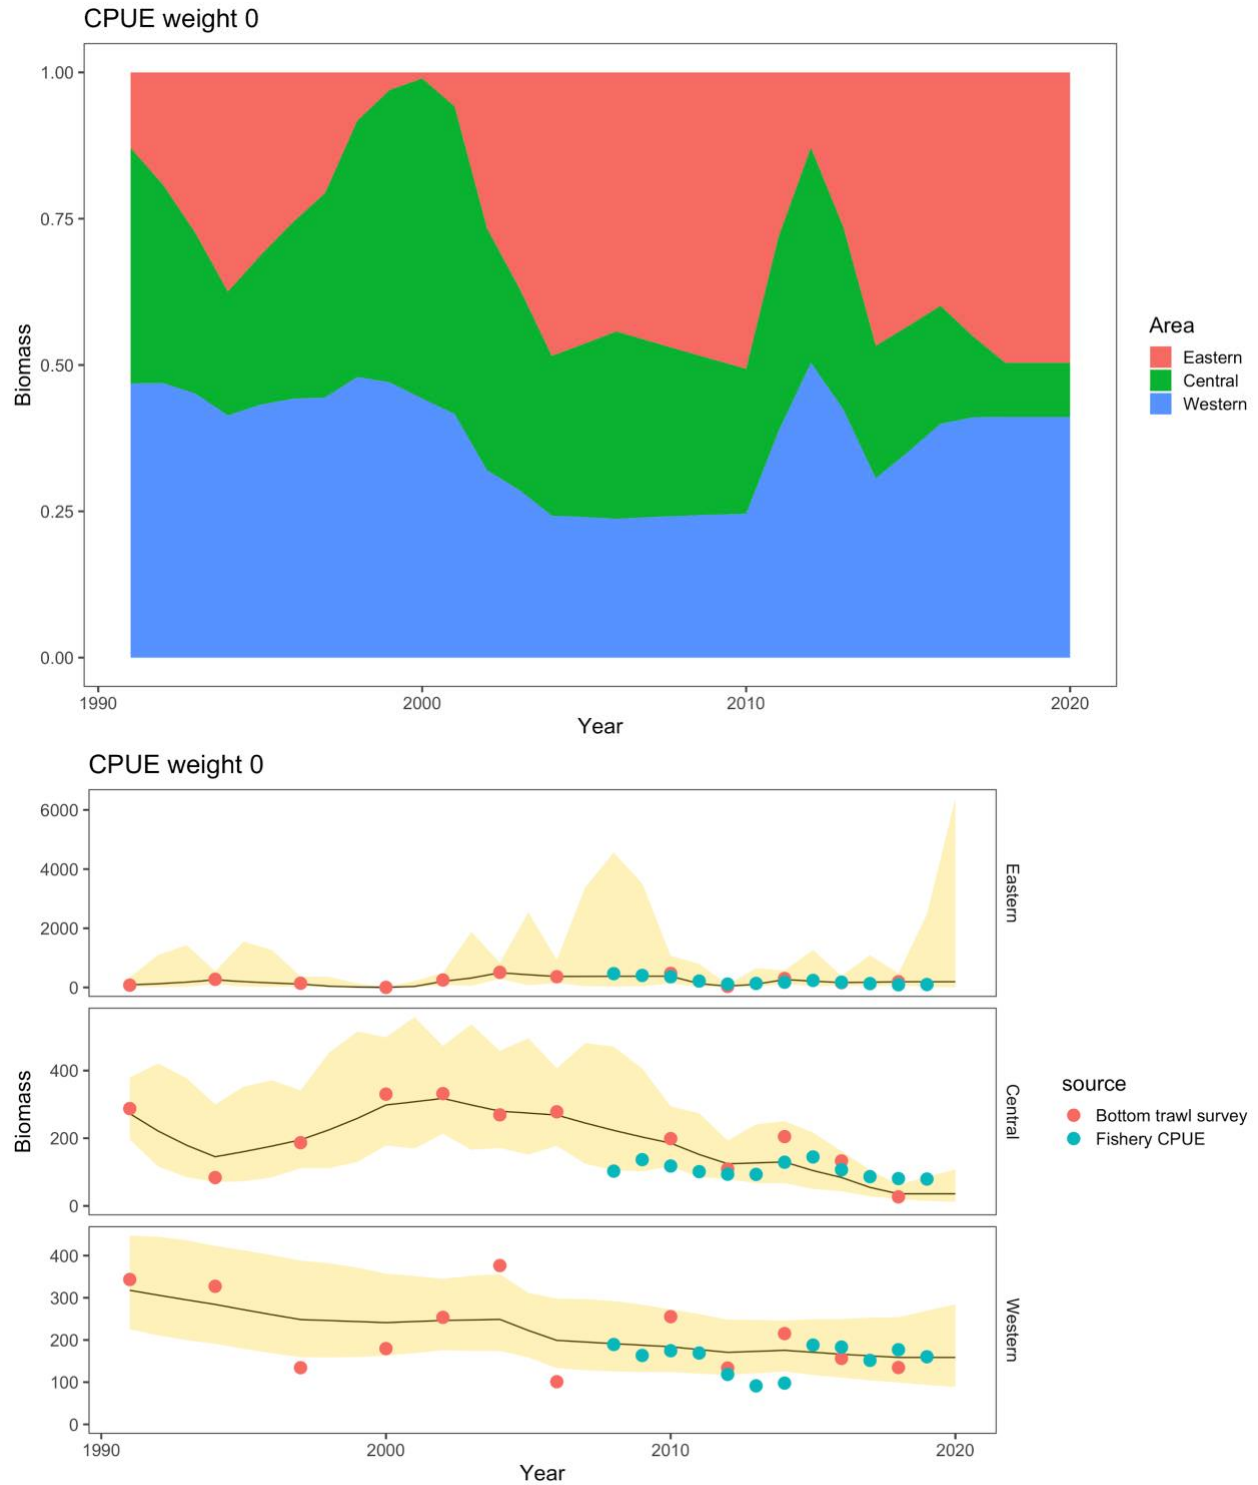 CPUE weight 0
1.00
0.75
0.50
0.25
0.00
Biomass
1990 2000 2010 2020
Year
Area
Eastern
Central
Western
CPUE weight 0
6000
4000
2000
0
Eastern
400
200
0
Central
400
300
200
100
0
Western
Biomass
1990 2000 2010 2020
Year
source
Bottom trawl survey
Fishery CPUE